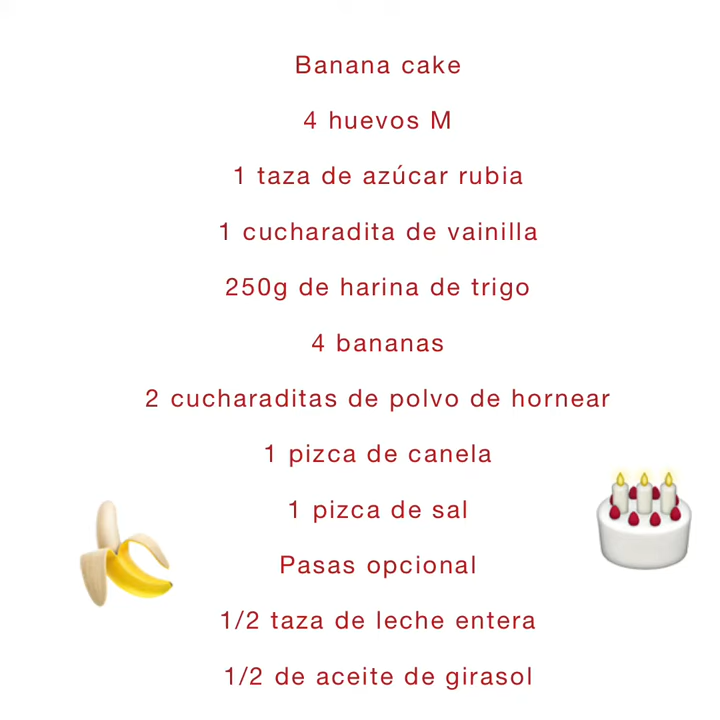 Banana cake
4 huevos M
1 taza de azúcar rubia
1 cucharadita de vainilla
250g de harina de trigo
4 bananas
2 cucharaditas de polvo de hornear
1 pizca de canela
1 pizca de sal
Pasas opcional
1/2 taza de leche entera
1/2 de aceite de girasol